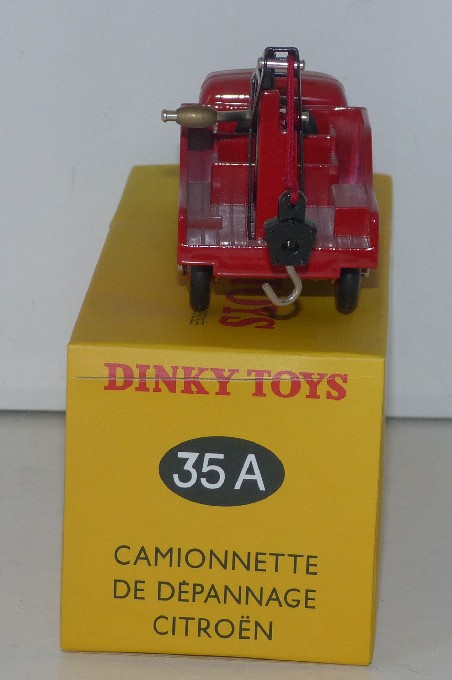 DINKY TOYS
35 A
CAMIONNETTE
DE DÉPANNAGE
CITROËN